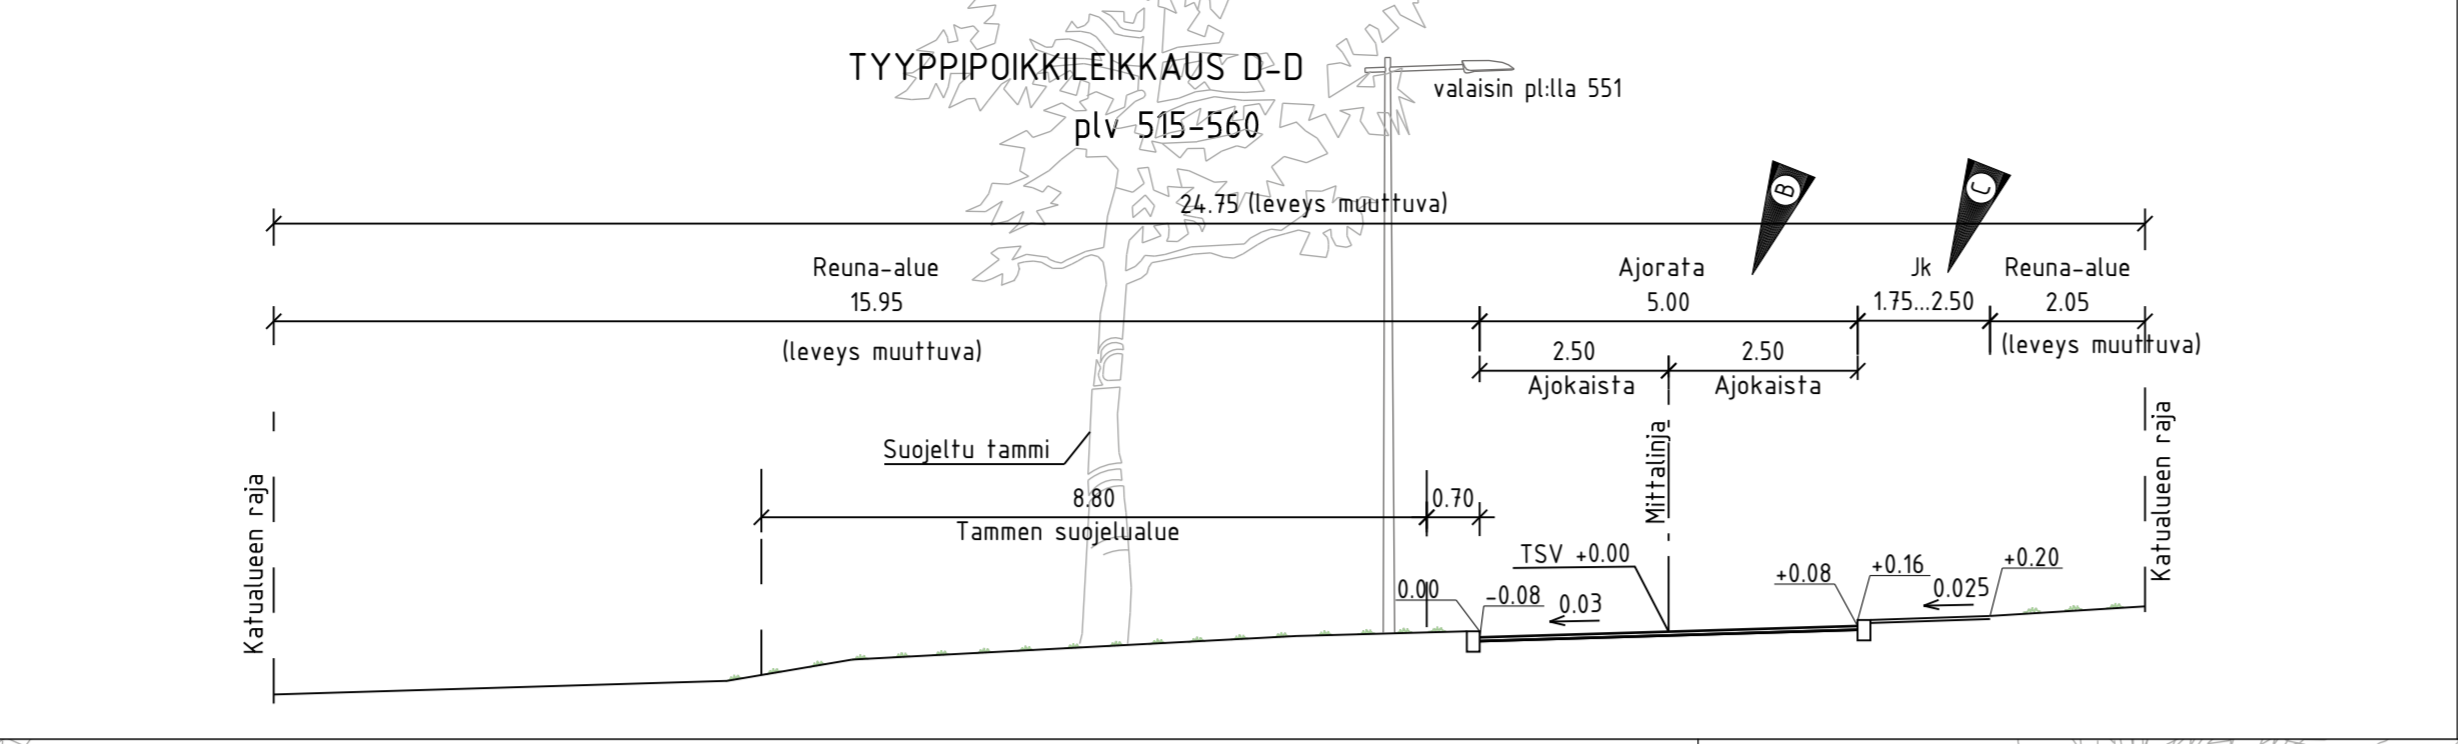 TYYPPIPOIKKILEIKKAUS D-D
plv 515-560
valaisin pl:lla 551
B
C
24.75 (leveys muuttuva)
Reuna-alue
15.95
(leveys muuttuva)
Ajorata
5.00
Jk
1.75...2.50
Reuna-alue
2.05
(leveys muuttuva)
2.50
Ajokaista
2.50
Ajokaista
Suojeltu tammi
8.80
Tammen suojelualue
0.70
Mittalinja
Katualueen raja
Katualueen raja
TSV +0.00
0.00
-0.08
0.03
+0.08
+0.16
0.025
+0.20